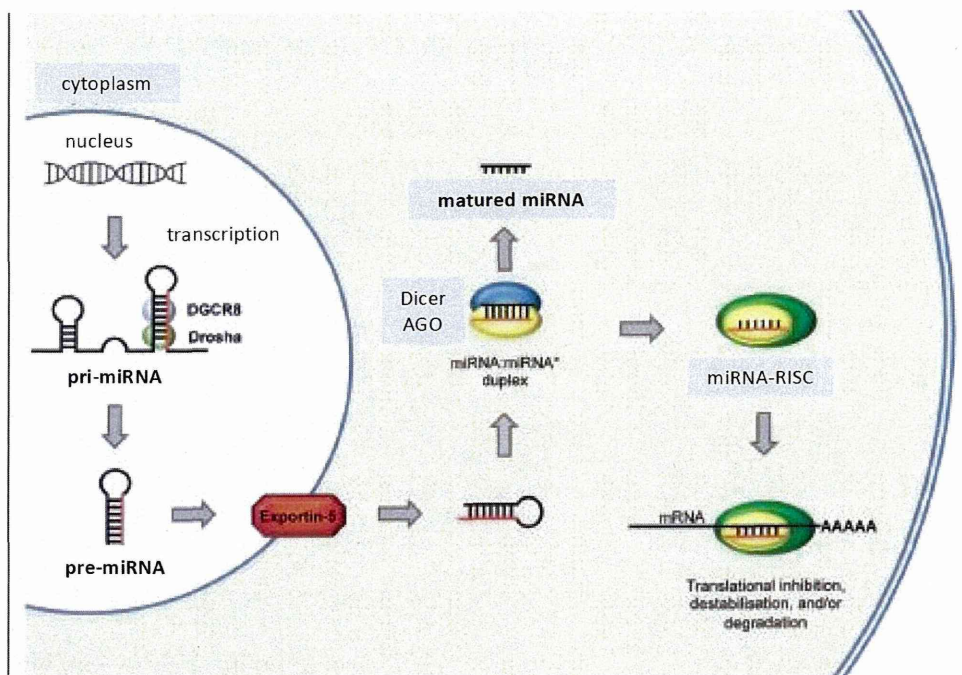 cytoplasm
nucleus
transcription
DGCR8
Drosha
pri-miRNA
pre-miRNA
Exportin-5
matured miRNA
Dicer
AGO
miRNA:miRNA*
duplex
miRNA-RISC
mRNA
AAAAA
Translational inhibition,
destabilisation, and/or
degradation